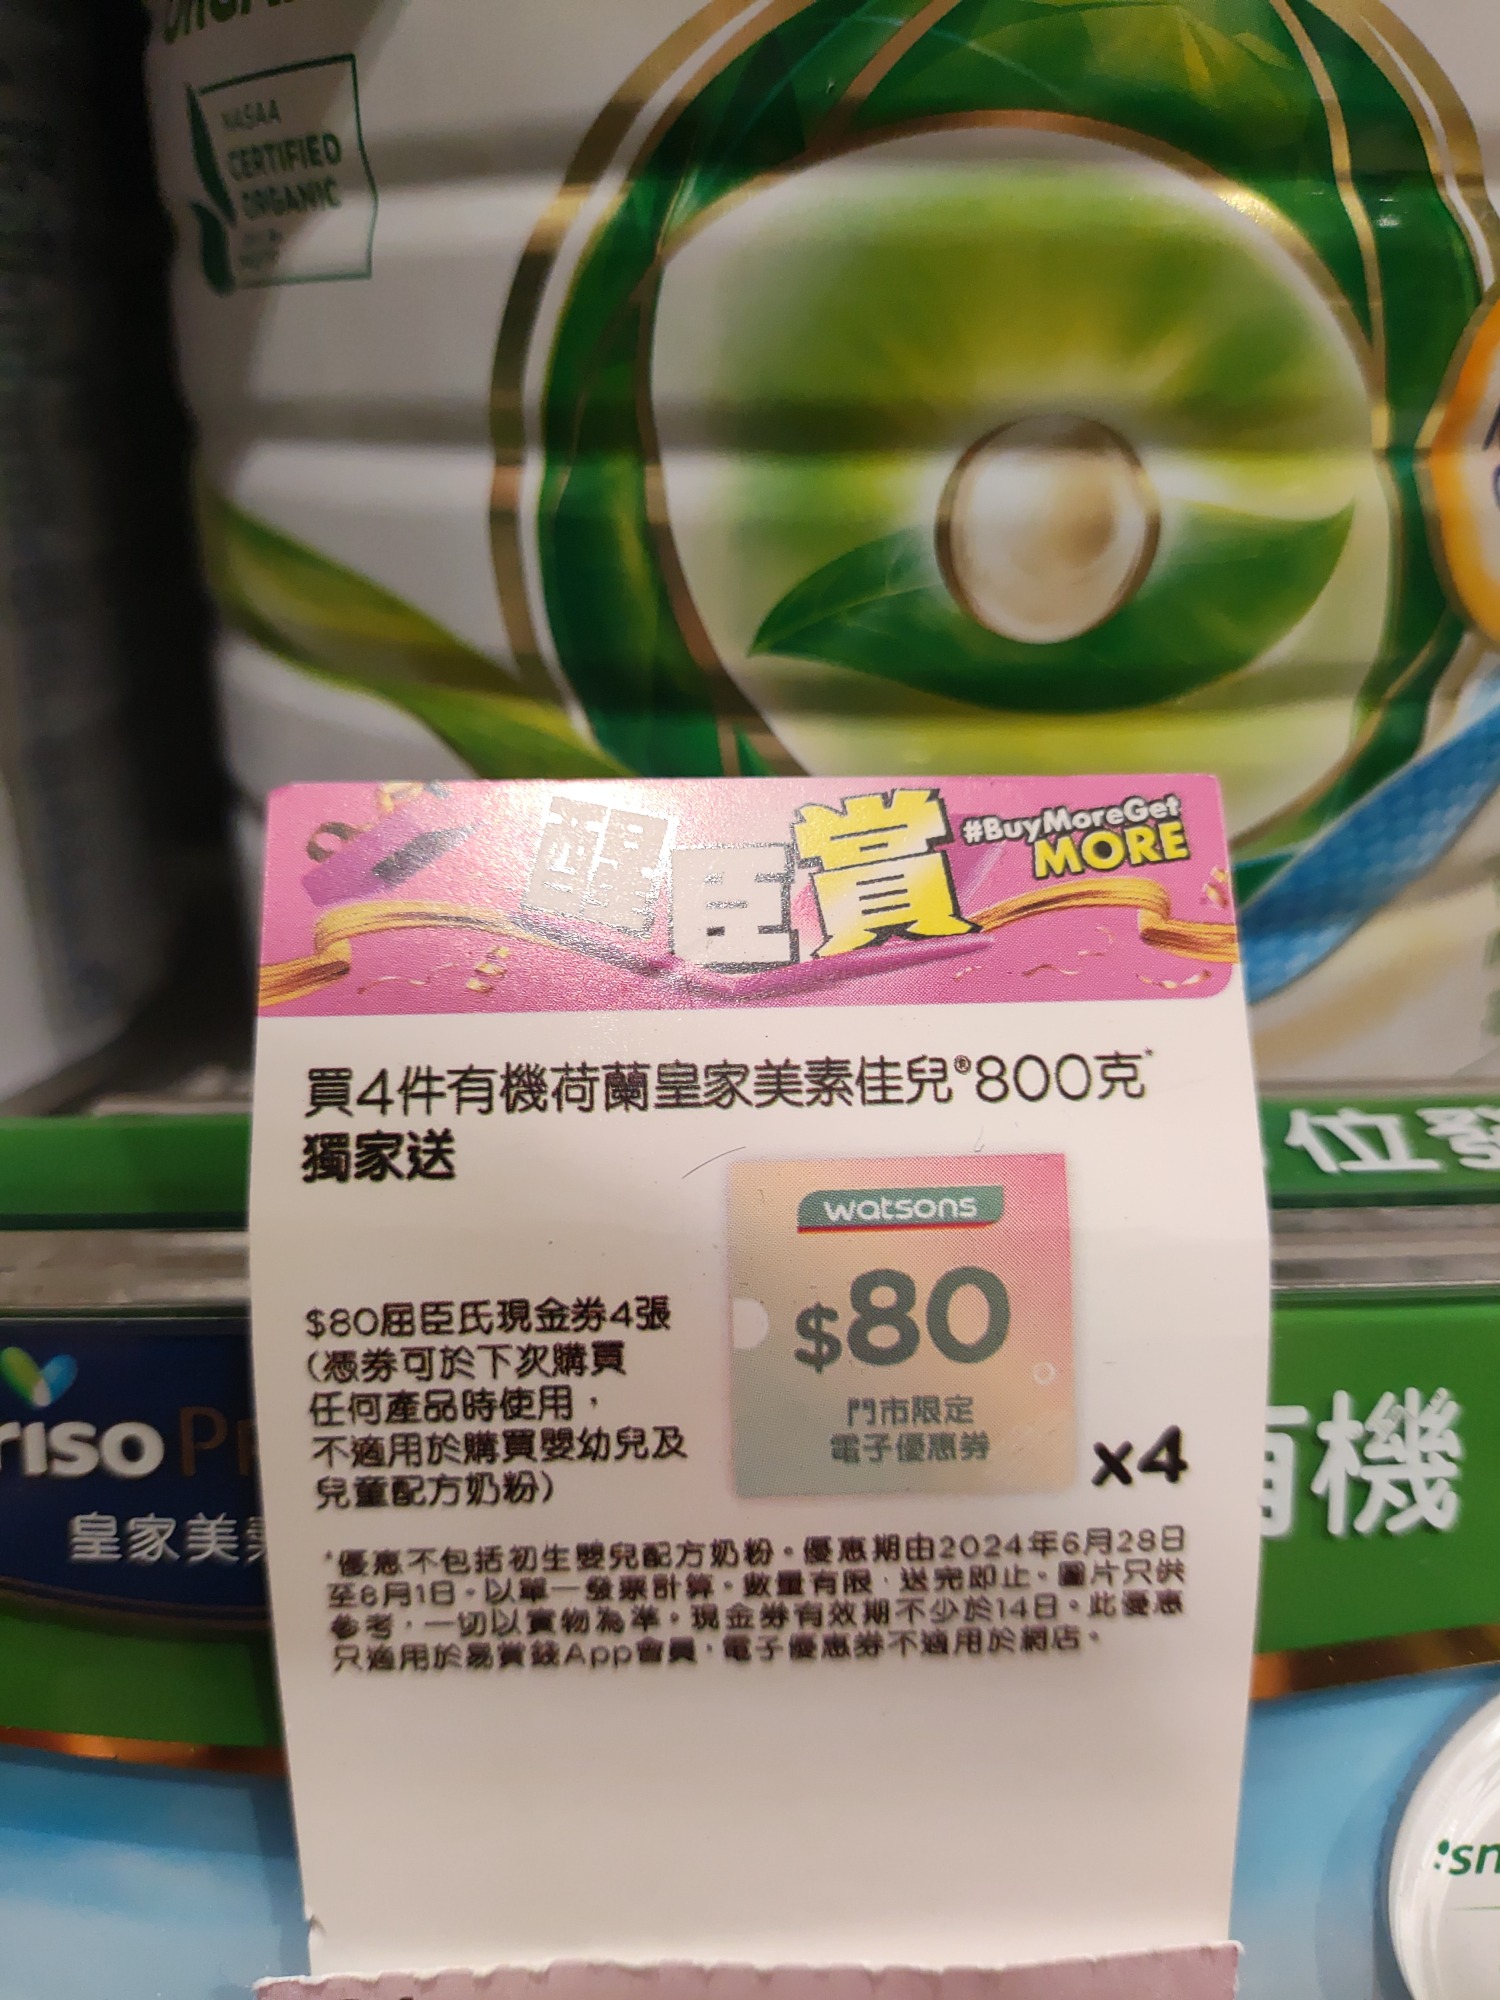 NASAA
CERTIFIED
ORGANIC
屈臣賞
#BuyMoreGet
MORE
買4件有機荷蘭皇家美素佳兒®800克*
獨家送
watsons
$80
門市限定
電子優惠券
x4
$80屈臣氏現金券4張
(憑券可於下次購買
任何產品時使用，
不適用於購買嬰幼兒及
兒童配方奶粉)
*優惠不包括初生嬰兒配方奶粉。優惠期由2024年6月28日
至8月1日。以單一發票計算。數量有限，送完即止。圖片只供
參考，一切以實物為準。現金券有效期不少於14日。此優惠
只適用於易賞錢App會員，電子優惠券不適用於網店。
位
riso
皇家美
有機